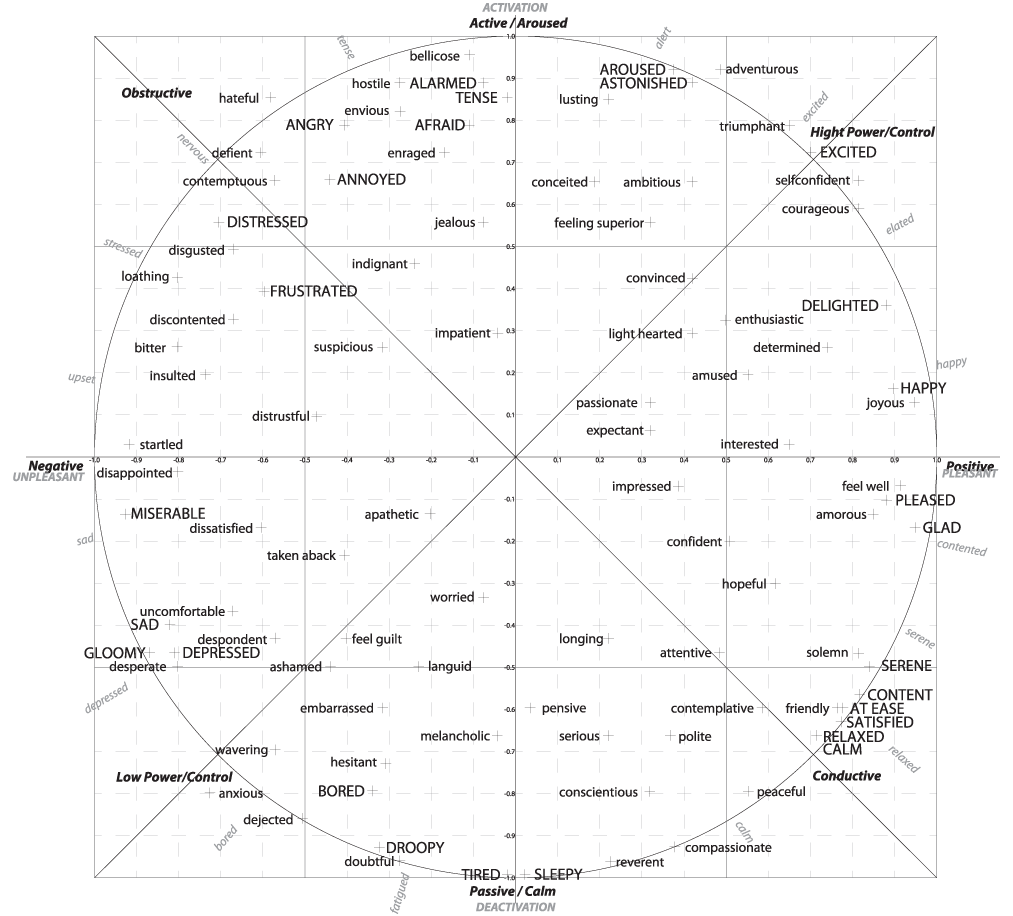 ACTIVATION
Active / Aroused
1.0
tense
alert
bellicose
AROUSED
adventurous
0.9
hostile
ALARMED
ASTONISHED
Obstructive
hateful
TENSE
lusting
0.8
envious
excited
ANGRY
AFRAID
triumphant
Hight Power/Control
nervous
defient
enraged
0.7
EXCITED
contemptuous
ANNOYED
conceited
ambitious
selfconfident
0.6
courageous
DISTRESSED
jealous
feeling superior
elated
stressed
disgusted
0.5
loathing
indignant
convinced
0.4
FRUSTRATED
DELIGHTED
discontented
enthusiastic
0.3
impatient
light hearted
bitter
suspicious
determined
upset
insulted
0.2
amused
happy
HAPPY
passionate
joyous
distrustful
0.1
expectant
startled
interested
Negative
-1.0 -0.9 -0.8 -0.7 -0.6 -0.5 -0.4 -0.3 -0.2 -0.1 0.1 0.2 0.3 0.4 0.5 0.6 0.7 0.8 0.9 1.0
Positive
UNPLEASANT
disappointed
PLEASANT
impressed
feel well
-0.1
PLEASED
MISERABLE
apathetic
amorous
dissatisfied
GLAD
sad
-0.2
confident
contented
taken aback
-0.3
hopeful
worried
uncomfortable
-0.4
SAD
despondent
feel guilt
longing
serene
GLOOMY
DEPRESSED
attentive
solemn
desperate
ashamed
languid
-0.5
SERENE
depressed
CONTENT
embarrassed
-0.6
pensive
contemplative
friendly
AT EASE
SATISFIED
melancholic
serious
polite
RELAXED
wavering
-0.7
CALM
hesitant
relaxed
Low Power/Control
Conductive
anxious
BORED
-0.8
conscientious
peaceful
dejected
bored
calm
-0.9
DROOPY
compassionate
doubtful
reverent
TIRED
-1.0
SLEEPY
fatigued
Passive / Calm
DEACTIVATION